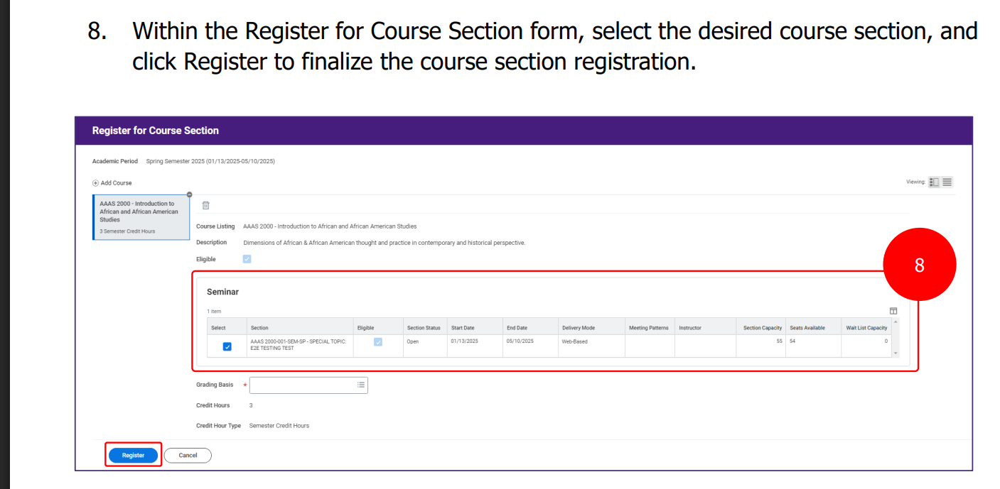 8. Within the Register for Course Section form, select the desired course section, and
click Register to finalize the course section registration.
Register for Course Section
Academic Period Spring Semester 2025 (01/13/2025-05/10/2025)
Add Course
Viewing:
AAAS 2000 - Introduction to
African and African American
Studies
3 Semester Credit Hours
Course Listing AAAS 2000 - Introduction to African and African American Studies
Description Dimensions of African & African American thought and practice in contemporary and historical perspective.
Eligible
8
Seminar
1 item
Select Section Eligible Section Status Start Date End Date Delivery Mode Meeting Patterns Instructor Section Capacity Seats Available Wait List Capacity
AAAS 2000-001-SEM-SP - SPECIAL TOPIC: Open 01/13/2025 05/10/2025 Web-Based 55 54 0
E2E TESTING TEST
Grading Basis *
Credit Hours 3
Credit Hour Type Semester Credit Hours
Register Cancel